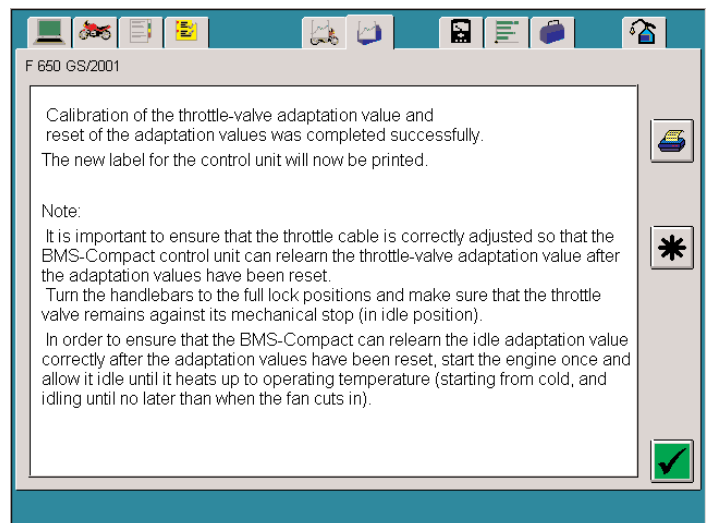 F 650 GS/2001
Calibration of the throttle-valve adaptation value and
reset of the adaptation values was completed successfully.
The new label for the control unit will now be printed.
Note:
It is important to ensure that the throttle cable is correctly adjusted so that the
BMS-Compact control unit can relearn the throttle-valve adaptation value after
the adaptation values have been reset.
Turn the handlebars to the full lock positions and make sure that the throttle
valve remains against its mechanical stop (in idle position).
In order to ensure that the BMS-Compact can relearn the idle adaptation value
correctly after the adaptation values have been reset, start the engine once and
allow it idle until it heats up to operating temperature (starting from cold, and
idling until no later than when the fan cuts in).